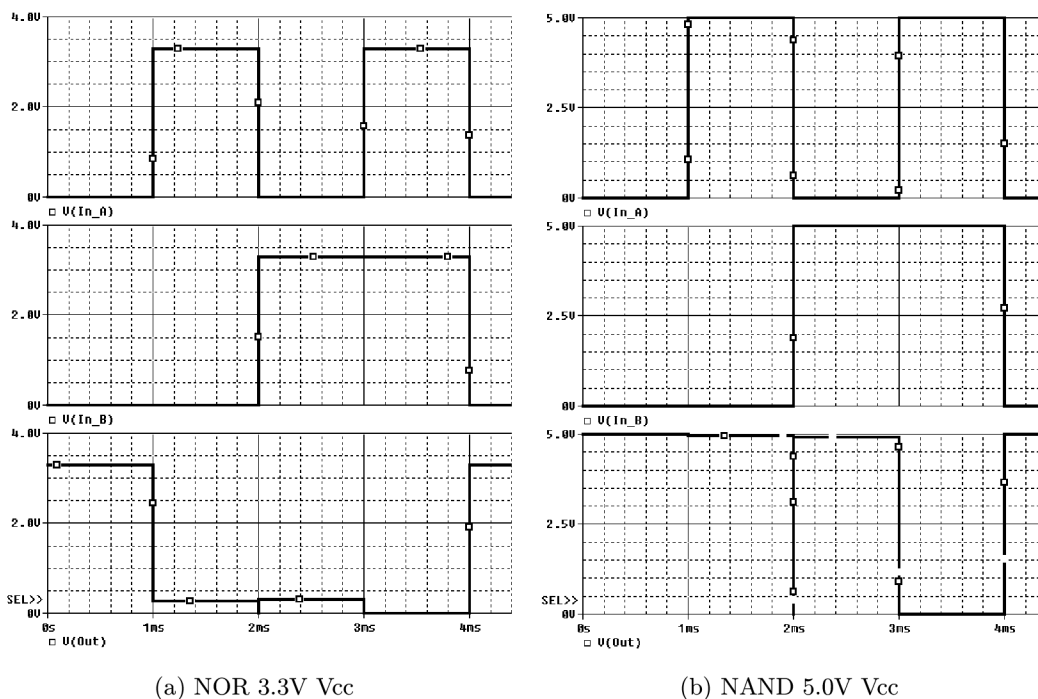 4.0V
2.0V
0V
V(In_A)
4.0V
2.0V
0V
V(In_B)
4.0V
2.0V
SEL>>
0V
0s 1ms 2ms 3ms 4ms
V(Out)
(a) NOR 3.3V Vcc
5.0V
2.5V
0V
V(In_A)
5.0V
2.5V
0V
V(In_B)
5.0V
2.5V
SEL>>
0V
0s 1ms 2ms 3ms 4ms
V(Out)
(b) NAND 5.0V Vcc